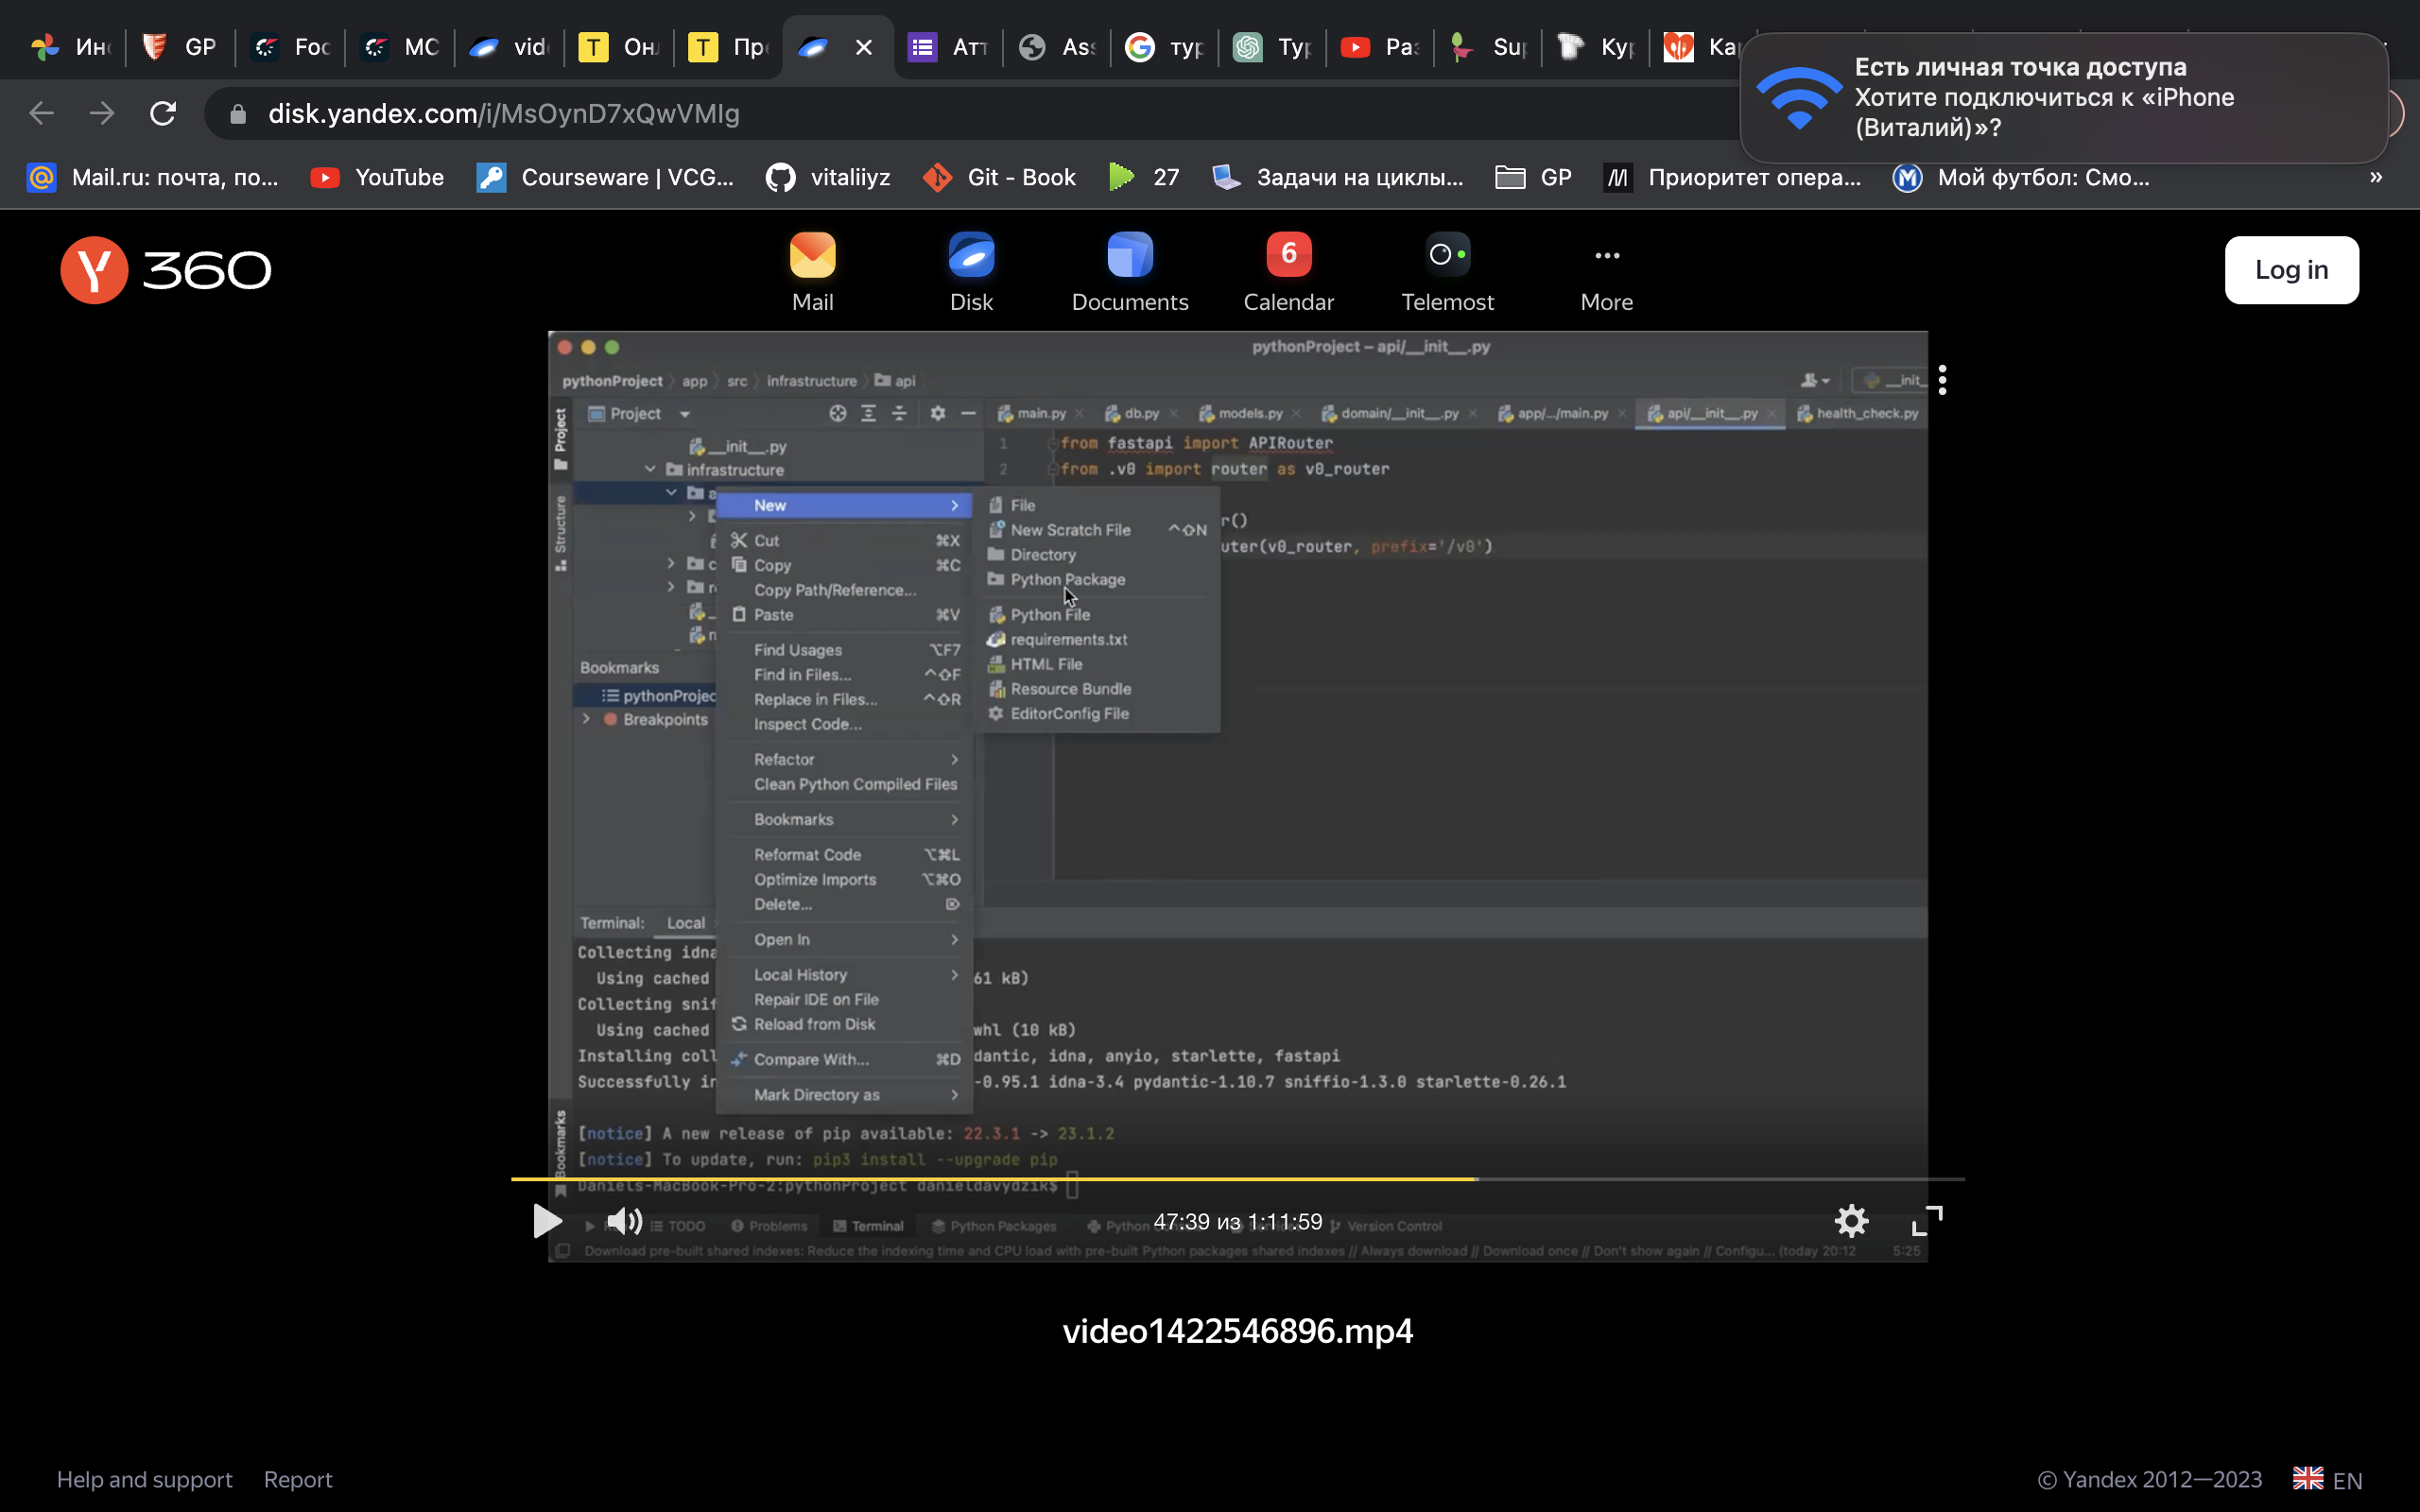 Инс
GP
Foc
МС
vide
Он
Пре
Атт
Ass
тур
Тур
Раз
Sup
Кур
Ка
Есть личная точка доступа
Хотите подключиться к «iPhone
(Виталий)»?
disk.yandex.com/i/MsOynD7xQwVMIg
Mail.ru: почта, по...
YouTube
Courseware | VCG...
vitaliiyz
Git - Book
27
Задачи на циклы...
GP
Приоритет опера...
Мой футбол: Смо...
»
360
Mail
Disk
6
Calendar
Documents
Telemost
More
Log in
pythonProject – api/__init__.py
pythonProject
app
src
infrastructure
api
__init_
Project
main.py
db.py
models.py
domain/__init__.py
app/.../main.py
api/__init__.py
health_check.py
Project
Structure
Bookmarks
__init__.py
infrastructure
1 from fastapi import APIRouter
2 from .v0 import router as v0_router
r()
uter(v0_router, prefix='/v0')
New
Cut ⌘X
Copy ⌘C
Copy Path/Reference...
Paste ⌘V
Find Usages ⌥F7
Find in Files... ^⇧F
Replace in Files... ^⇧R
Inspect Code...
Refactor
Clean Python Compiled Files
Bookmarks
Reformat Code ⌥⌘L
Optimize Imports ⌥⌘O
Delete... ⌦
Open In
Local History
Repair IDE on File
Reload from Disk
Compare With... ⌘D
Mark Directory as
File
New Scratch File ^⇧N
Directory
Python Package
Python File
requirements.txt
HTML File
Resource Bundle
EditorConfig File
Bookmarks
pythonProjec
Breakpoints
Terminal: Local
Collecting idna
Using cached 61 kB)
Collecting snif
Using cached whl (10 kB)
Installing coll dantic, idna, anyio, starlette, fastapi
Successfully in -0.95.1 idna-3.4 pydantic-1.10.7 sniffio-1.3.0 starlette-0.26.1
[notice] A new release of pip available: 22.3.1 -> 23.1.2
[notice] To update, run: pip3 install --upgrade pip
Daniels-MacBook-Pro-2:pythonProject danieldavydzik$
47:39 из 1:11:59
TODO
Problems
Terminal
Python Packages
Python
Version Control
Download pre-built shared indexes: Reduce the indexing time and CPU load with pre-built Python packages shared indexes // Always download // Download once // Don't show again // Configu... (today 20:12
5:25
video1422546896.mp4
Help and support
Report
© Yandex 2012—2023
EN